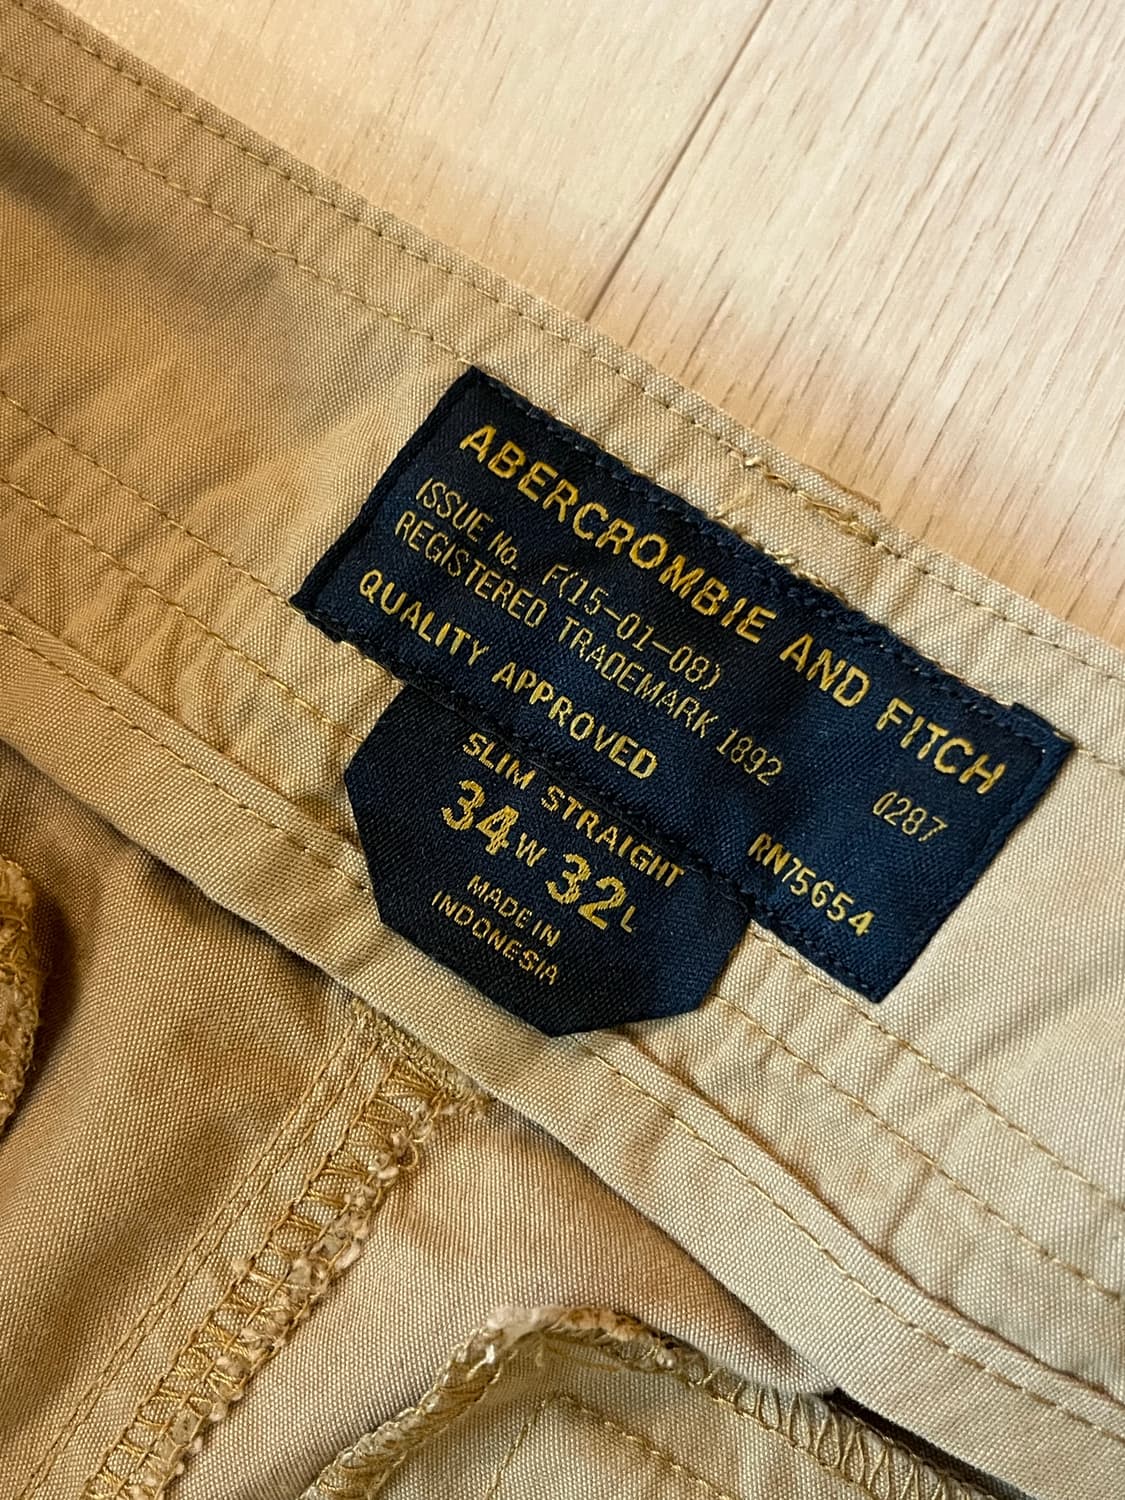 ABERCROMBIE AND FITCH
ISSUE No. F(15-01-08) 0287
REGISTERED TRADEMARK 1892
QUALITY APPROVED RN75654
SLIM STRAIGHT
34W 32L
MADE IN
INDONESIA